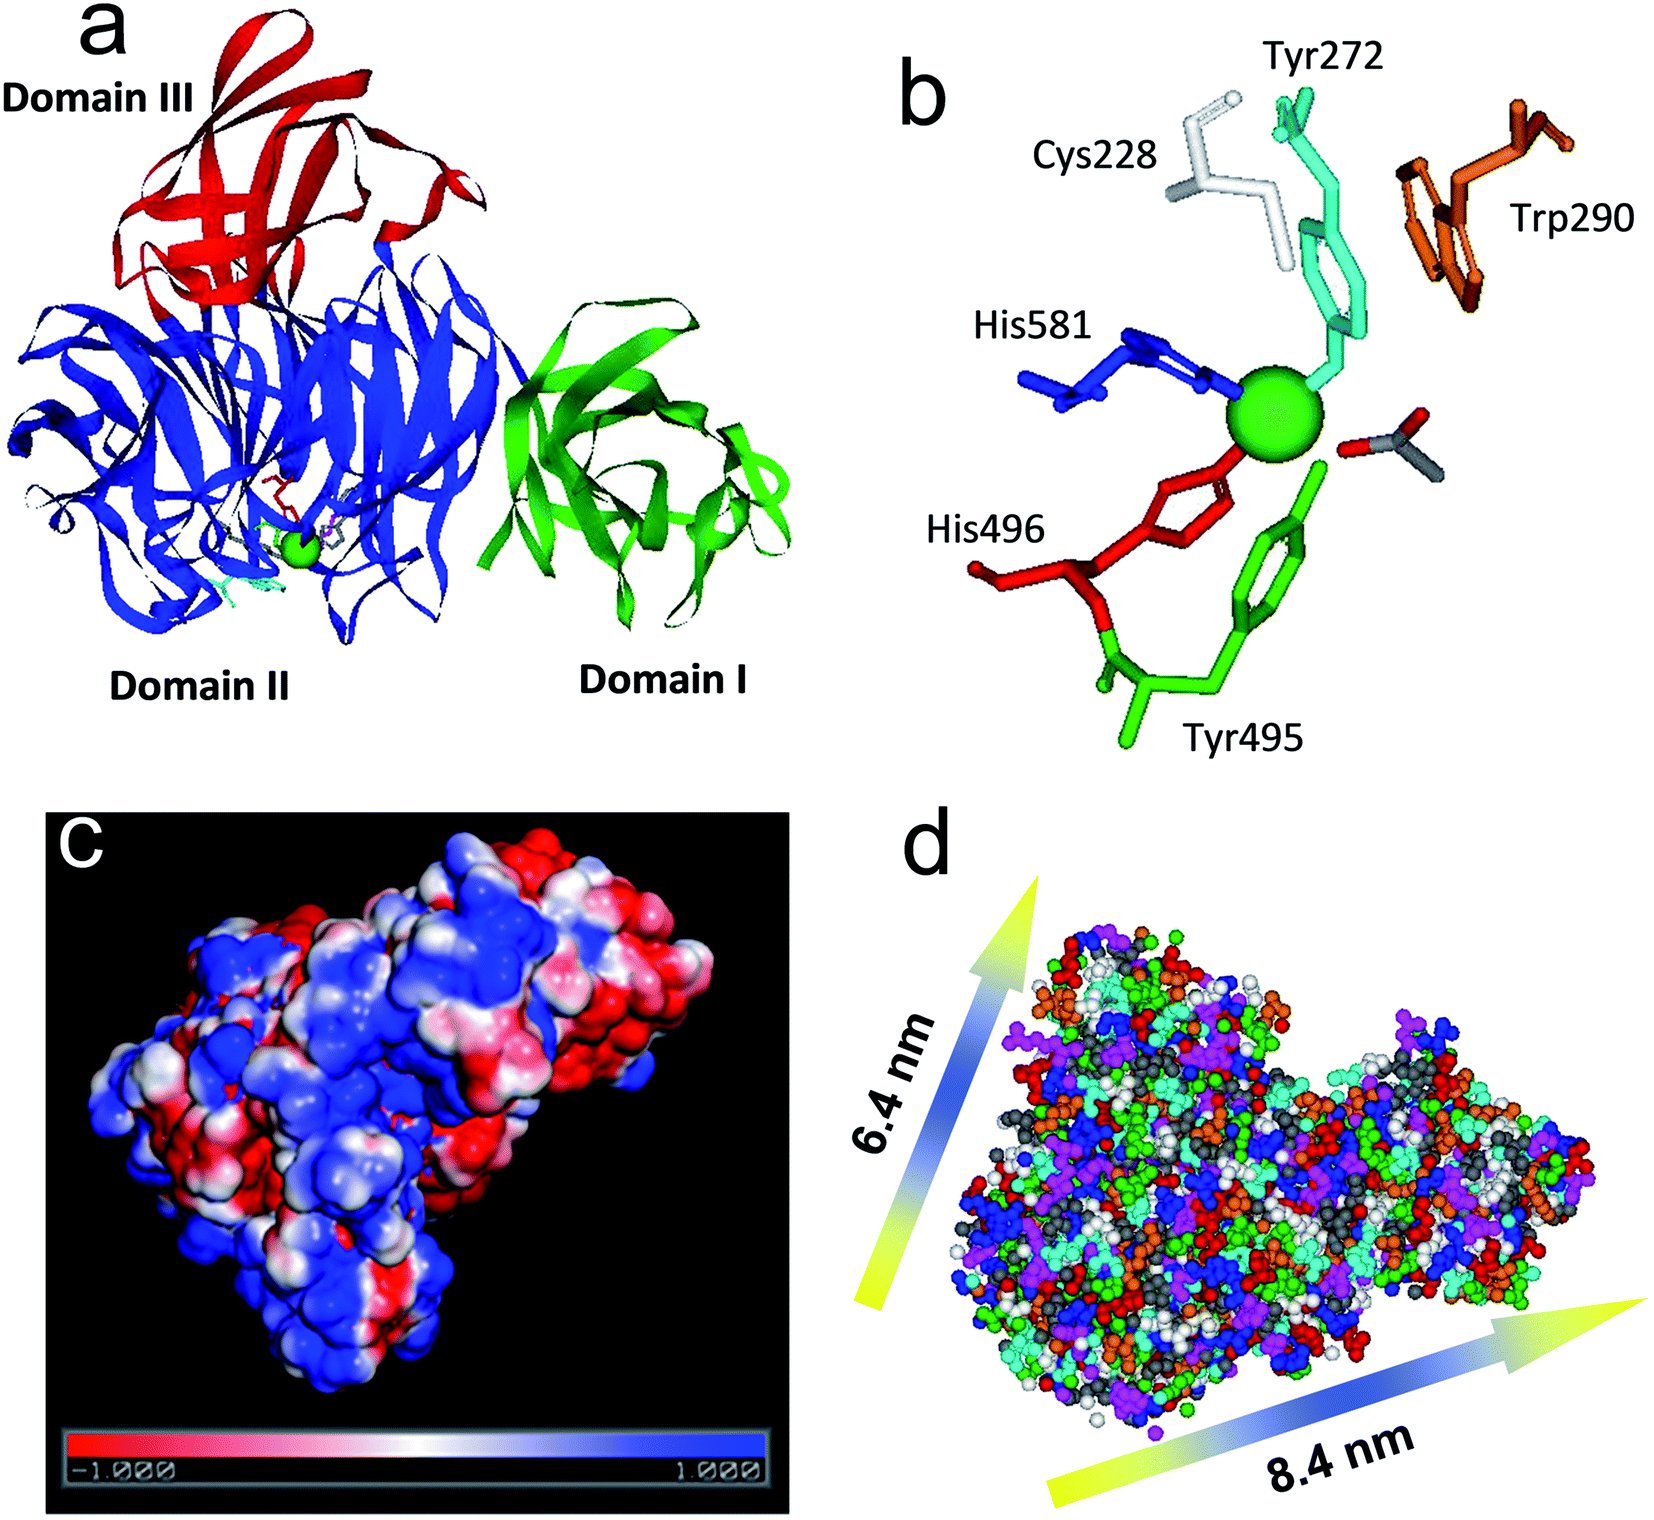 a
Domain III
Domain II
Domain I
b
Tyr272
Cys228
Trp290
His581
His496
Tyr495
c
-1.000
1.000
d
6.4 nm
8.4 nm